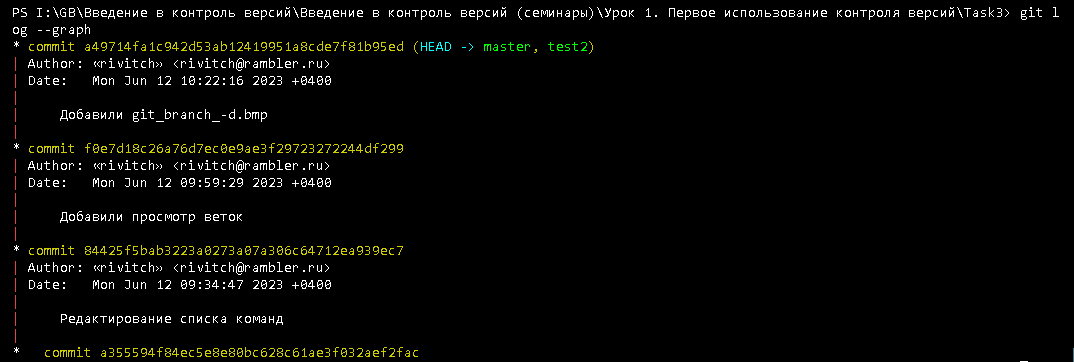 PS I:\GB\Введение в контроль версий\Введение в контроль версий (семинары)\Урок 1. Первое использование контроля версий\Task3> git l
og --graph
* commit a49714fa1c942d53ab12419951a8cde7f81b95ed (HEAD -> master, test2)
| Author: «rivitch» <rivitch@rambler.ru>
| Date:   Mon Jun 12 10:22:16 2023 +0400
|
|     Добавили git_branch_-d.bmp
|
* commit f0e7d18c26a76d7ec0e9ae3f29723272244df299
| Author: «rivitch» <rivitch@rambler.ru>
| Date:   Mon Jun 12 09:59:29 2023 +0400
|
|     Добавили просмотр веток
|
* commit 84425f5bab3223a0273a07a306c64712ea939ec7
| Author: «rivitch» <rivitch@rambler.ru>
| Date:   Mon Jun 12 09:34:47 2023 +0400
|
|     Редактирование списка команд
|
*   commit a355594f84ec5e8e80bc628c61ae3f032aef2fac